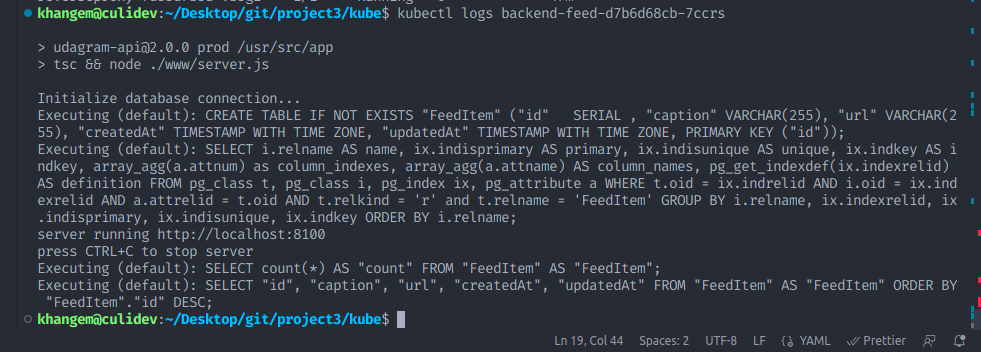 khangem@culidev:~/Desktop/git/project3/kube$ kubectl logs backend-feed-d7b6d68cb-7ccrs
> udagram-api@2.0.0 prod /usr/src/app
> tsc && node ./www/server.js
Initialize database connection...
Executing (default): CREATE TABLE IF NOT EXISTS "FeedItem" ("id"   SERIAL , "caption" VARCHAR(255), "url" VARCHAR(2
55), "createdAt" TIMESTAMP WITH TIME ZONE, "updatedAt" TIMESTAMP WITH TIME ZONE, PRIMARY KEY ("id"));
Executing (default): SELECT i.relname AS name, ix.indisprimary AS primary, ix.indisunique AS unique, ix.indkey AS i
ndkey, array_agg(a.attnum) as column_indexes, array_agg(a.attname) AS column_names, pg_get_indexdef(ix.indexrelid)
AS definition FROM pg_class t, pg_class i, pg_index ix, pg_attribute a WHERE t.oid = ix.indrelid AND i.oid = ix.ind
exrelid AND a.attrelid = t.oid AND t.relkind = 'r' and t.relname = 'FeedItem' GROUP BY i.relname, ix.indexrelid, ix
.indisprimary, ix.indisunique, ix.indkey ORDER BY i.relname;
server running http://localhost:8100
press CTRL+C to stop server
Executing (default): SELECT count(*) AS "count" FROM "FeedItem" AS "FeedItem";
Executing (default): SELECT "id", "caption", "url", "createdAt", "updatedAt" FROM "FeedItem" AS "FeedItem" ORDER BY
"FeedItem"."id" DESC;
khangem@culidev:~/Desktop/git/project3/kube$
Ln 19, Col 44 Spaces: 2 UTF-8 LF YAML Prettier